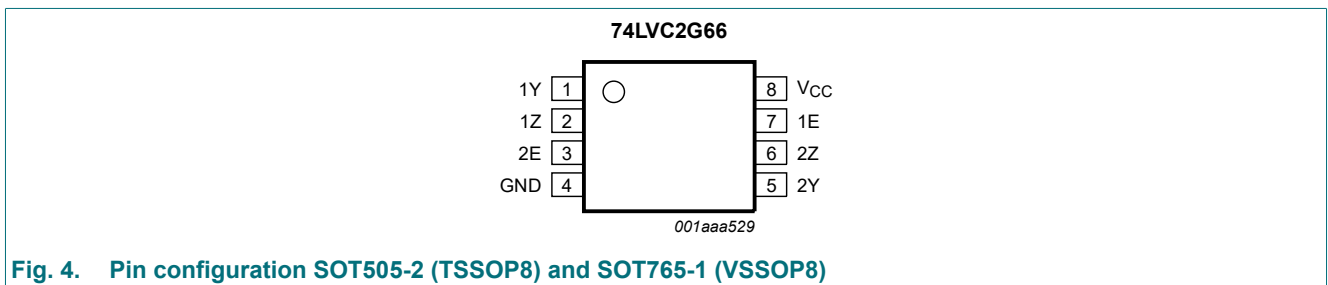 74LVC2G66
1Y 1 8 VCC
1Z 2 7 1E
2E 3 6 2Z
GND 4 5 2Y
001aaa529
Fig. 4. Pin configuration SOT505-2 (TSSOP8) and SOT765-1 (VSSOP8)